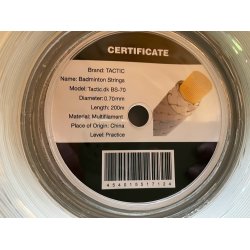 CERTIFICATE
Brand: TACTIC
Name: Badminton Strings
Model: Tactic.dk BS-70
Diameter: 0.70mm
Length: 200m
Material: Multifilament
Place of Origin: China
Level: Practice